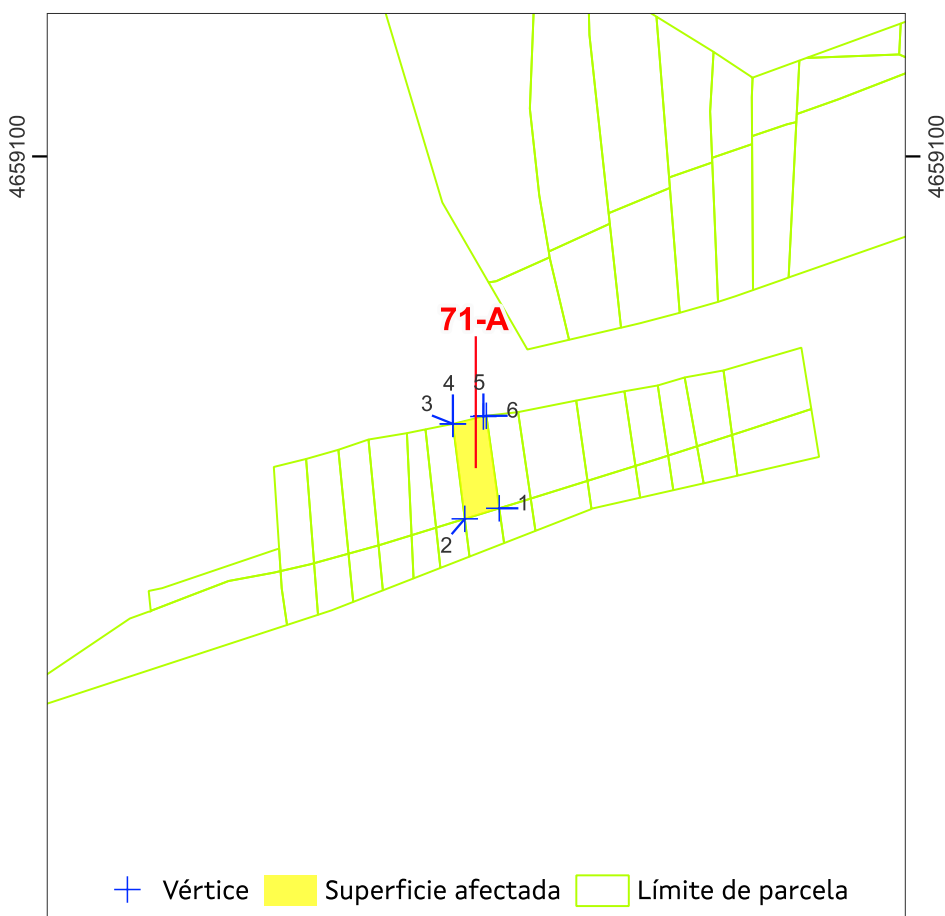 4659100
4659100
71-A
4
5
3
6
1
2
Vértice
Superficie afectada
Límite de parcela